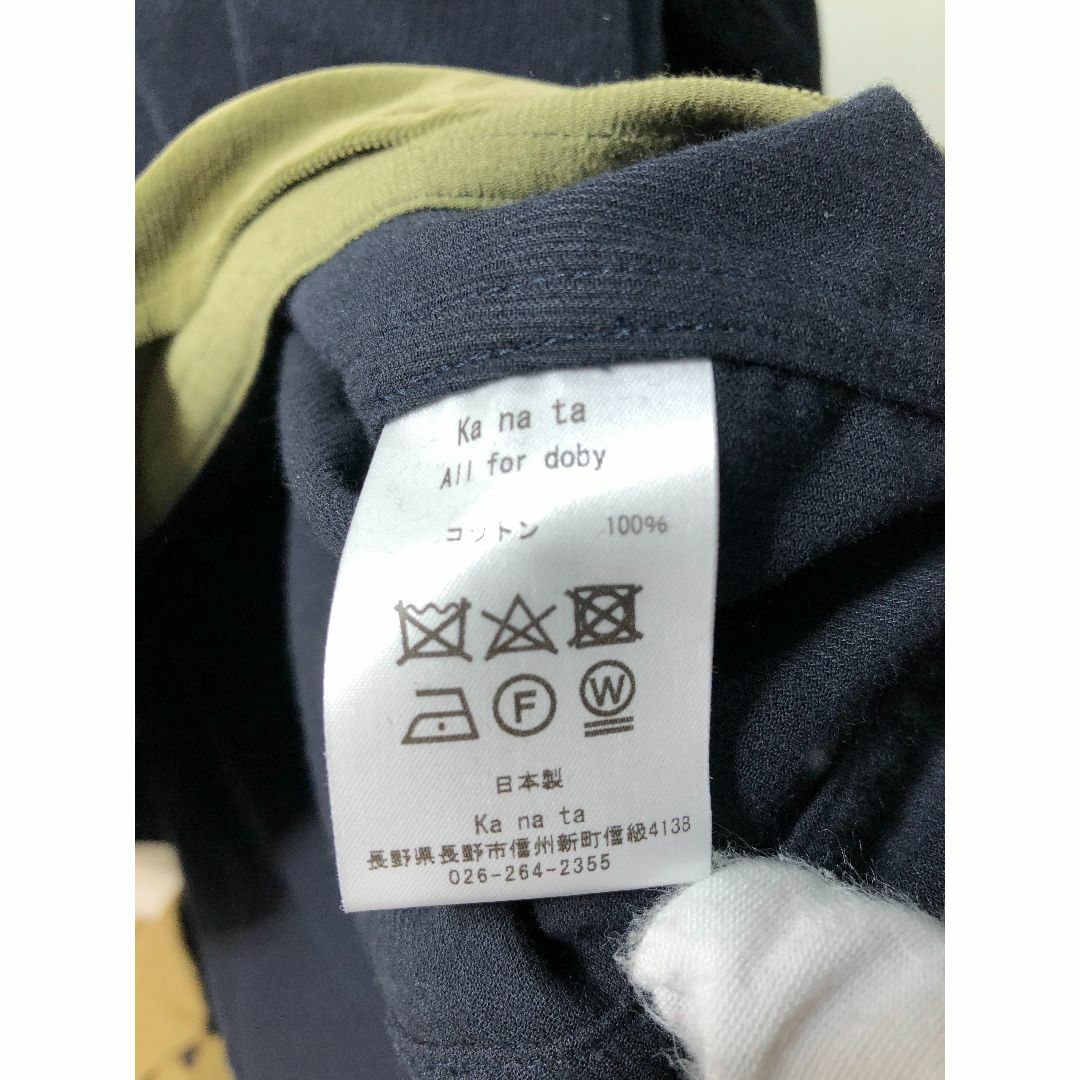 Ka na ta
All for doby
コットン 100%
F W
日本製
Ka na ta
長野県長野市信州新町信級4138
026-264-2355